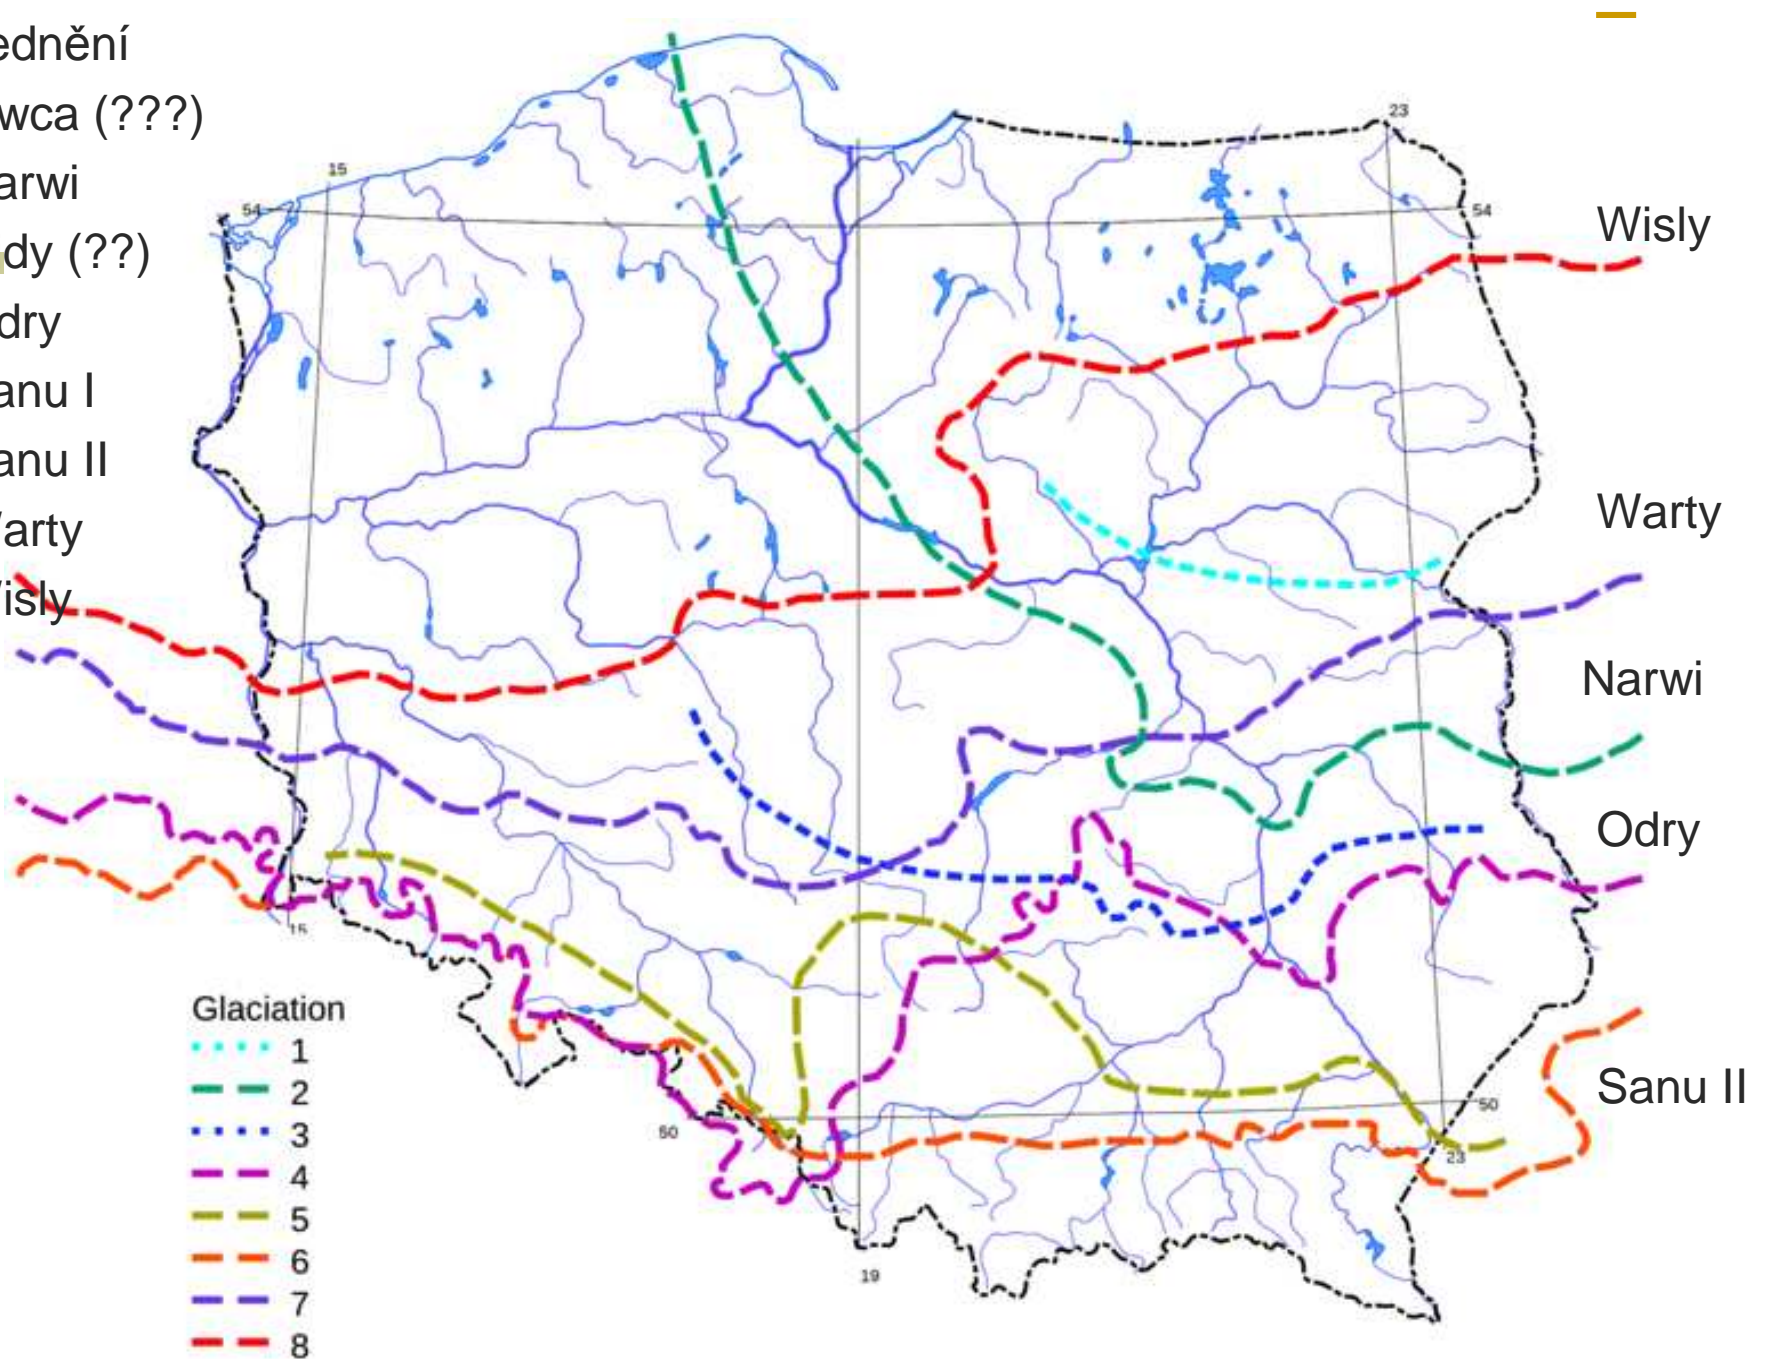 ednění
wca (???)
arwi
dy (??)
dry
anu I
anu II
arty
isly
23
15
54
54
Wisly
Warty
Narwi
Odry
15
Sanu II
50
50
23
19
Glaciation
1
2
3
4
5
6
7
8